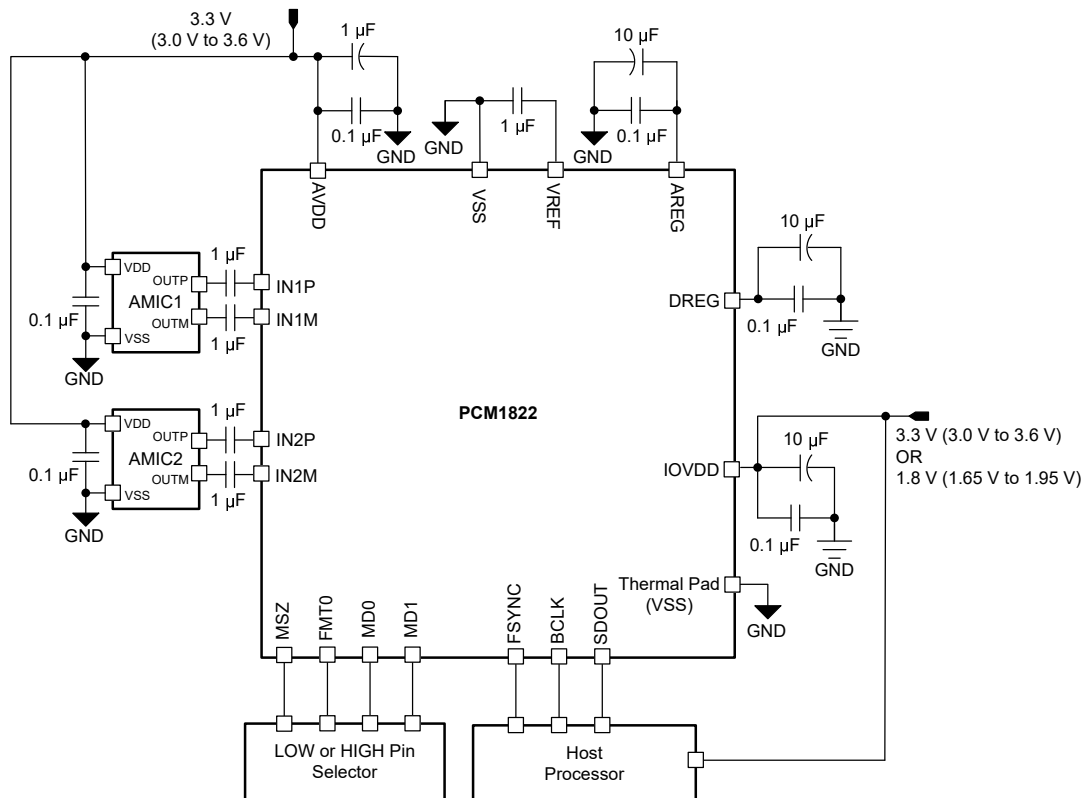 3.3 V
(3.0 V to 3.6 V)
1 µF
0.1 µF
GND
GND
1 µF
10 µF
0.1 µF
GND
AVDD
VSS
VREF
AREG
VDD
OUTP
AMIC1
OUTM
VSS
0.1 µF
GND
1 µF
1 µF
IN1P
IN1M
VDD
OUTP
AMIC2
OUTM
VSS
0.1 µF
GND
1 µF
1 µF
IN2P
IN2M
PCM1822
DREG
10 µF
0.1 µF
GND
IOVDD
10 µF
0.1 µF
GND
3.3 V (3.0 V to 3.6 V)
OR
1.8 V (1.65 V to 1.95 V)
Thermal Pad
(VSS)
GND
MSZ
FMT0
MD0
MD1
FSYNC
BCLK
SDOUT
LOW or HIGH Pin
Selector
Host
Processor